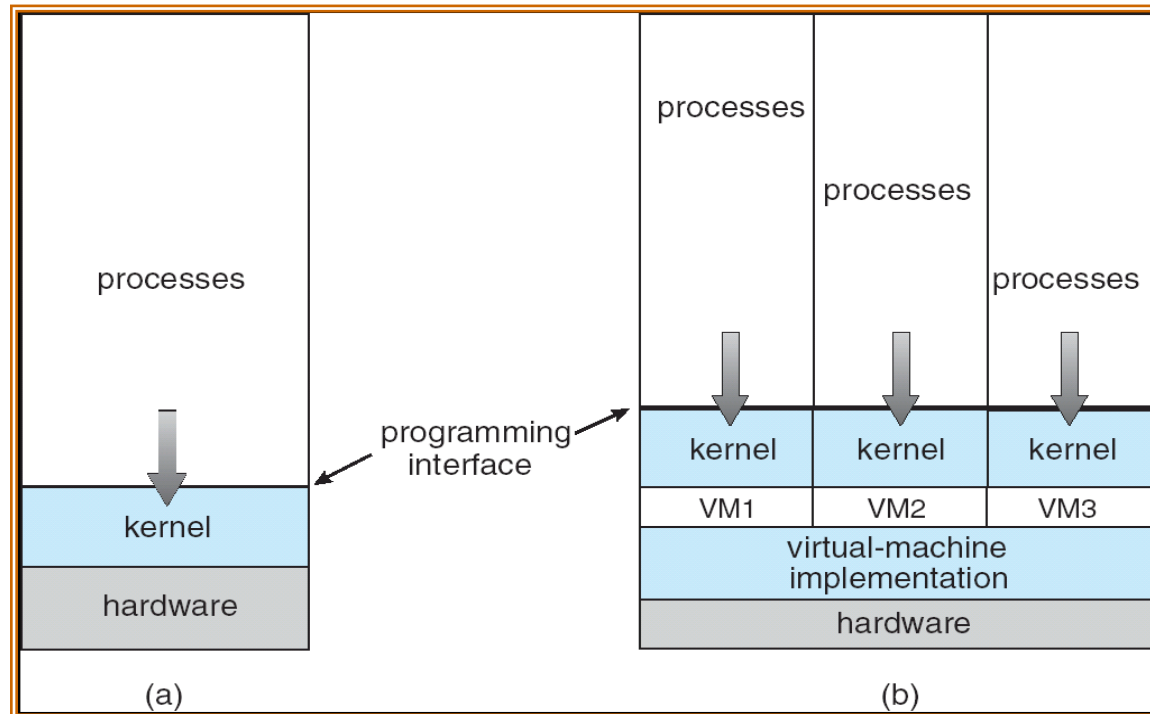 processes
kernel
hardware
(a)
programming
interface
processes
processes
processes
kernel
kernel
kernel
VM1
VM2
VM3
virtual-machine
implementation
hardware
(b)